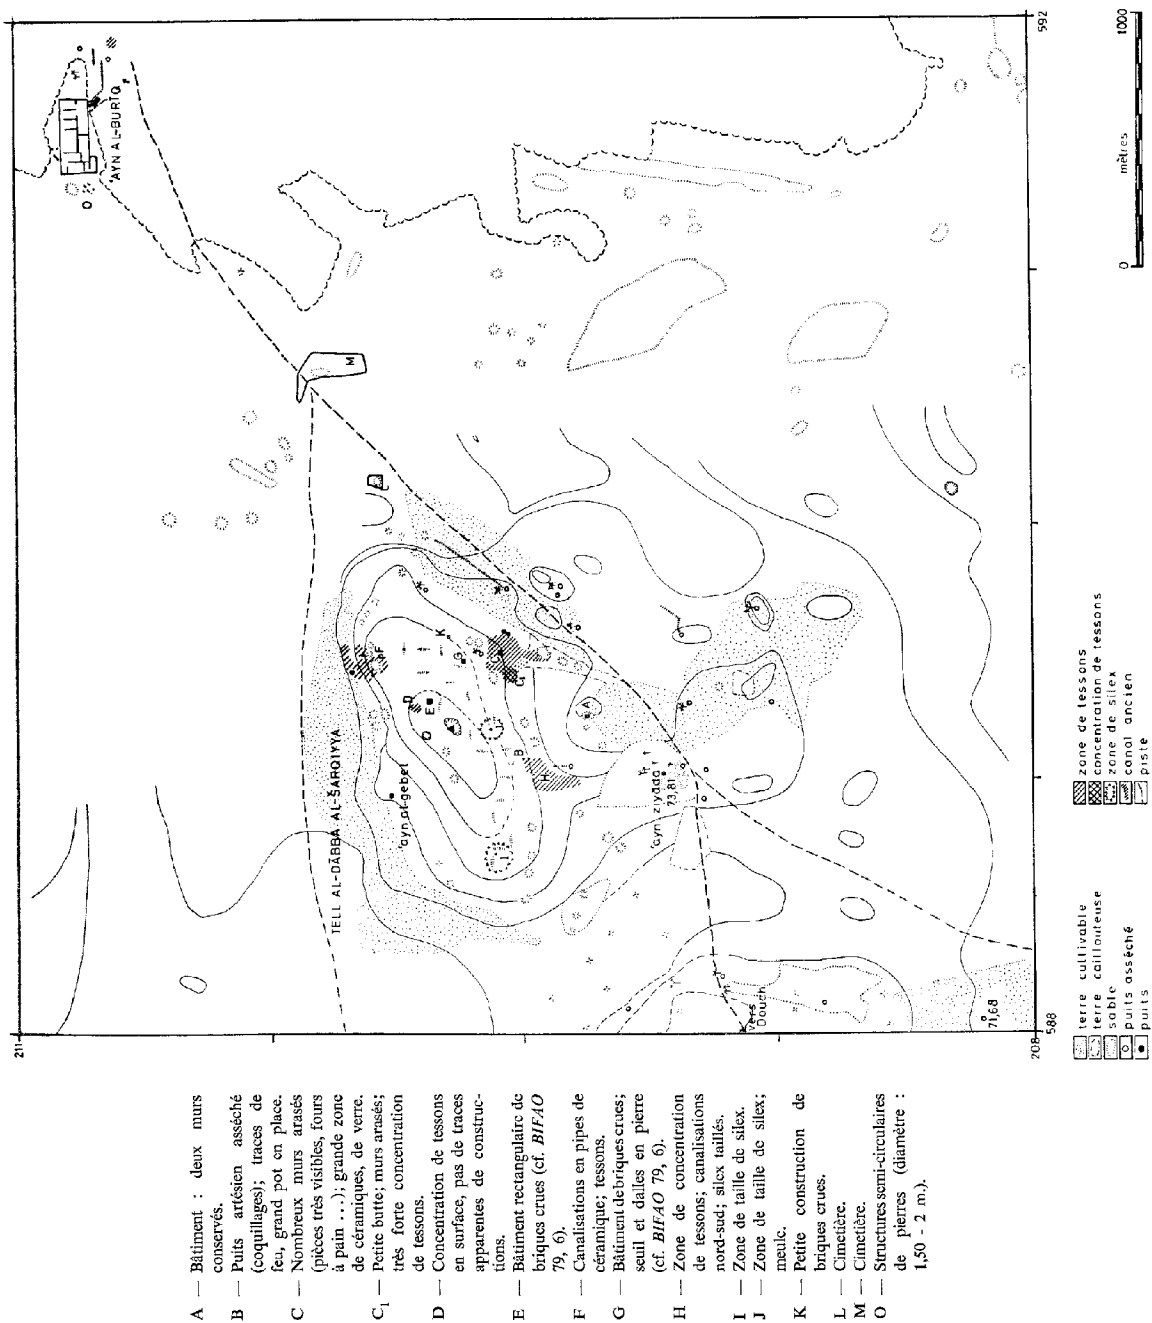 A — Bâtiment : deux murs
conservés.
B — Puits artésien asséché
(coquillages); traces de
feu, grand pot en place.
C — Nombreux murs arasés
(pièces très visibles, fours
à pain ...); grande zone
de céramiques, de verre.
C₁ — Petite butte; murs arasés;
très forte concentration
de tessons.
D — Concentration de tessons
en surface, pas de traces
apparentes de construc-
tions.
E — Bâtiment rectangulaire de
briques crues (cf. BIFAO
79, 6).
F — Canalisations en pipes de
céramique; tessons.
G — Bâtiment de briques crues;
seuil et dalles en pierre
(cf. BIFAO 79, 6).
H — Zone de concentration
de tessons; canalisations
nord-sud; silex taillés.
I — Zone de taille de silex.
J — Zone de taille de silex;
meule.
K — Petite construction de
briques crues.
L — Cimetière.
M — Cimetière.
O — Structures semi-circulaires
de pierres (diamètre :
1,50 - 2 m.).
211
208
588
592
AYN AL-BURIQ
O
M
TELL AL-DĀBBA AL-ŠARQIYYA
ʿayn al-gebel
F
K
G
D
E
C
C₁
A
B
H
I
ʿayn ziyāda
73,81
vers
Douch
71,68
terre cultivable
terre caillouteuse
sable
puits asséché
puits
zone de tessons
concentration de tessons
zone de silex
canal ancien
piste
0
mètres
1000